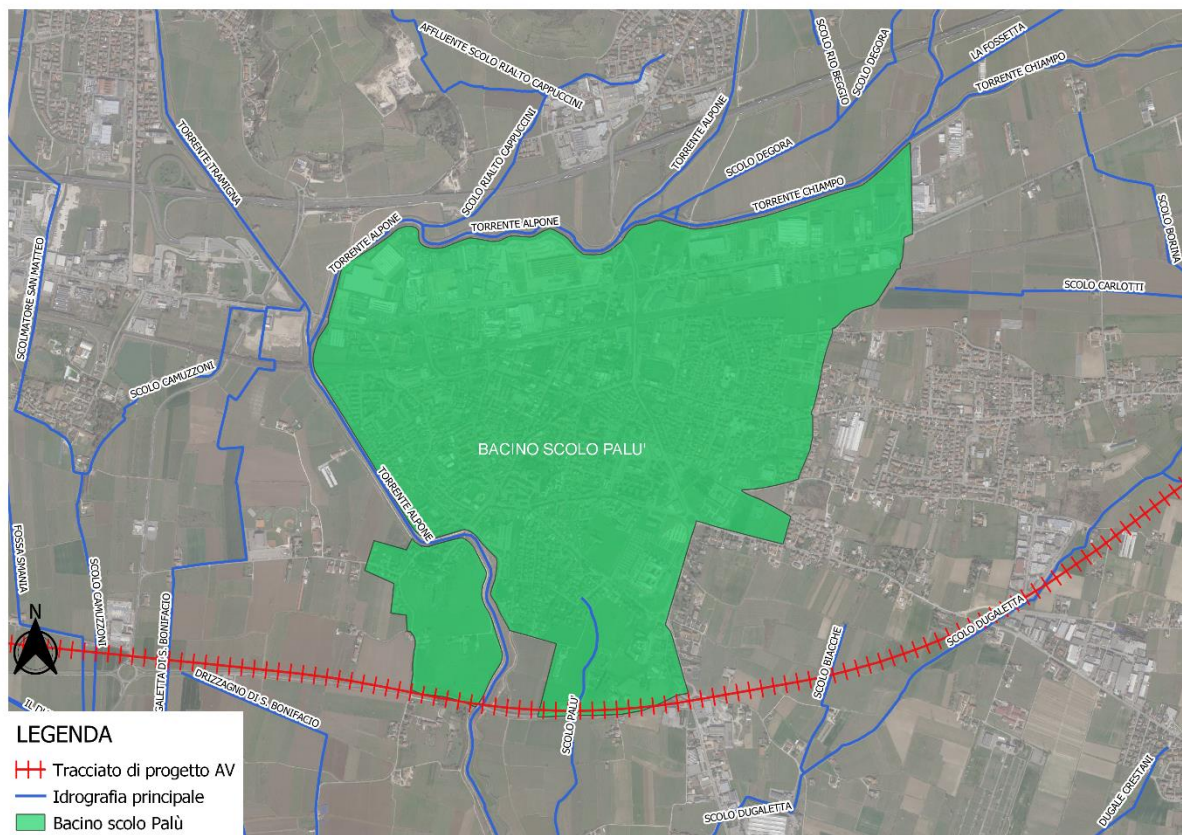 AFFLUENTE SCOLO RIALTO CAPPUCCINI
SCOLO RIO BEGGIO
SCOLO DEGORA
LA FOSSETTA
TORRENTE CHIAMPO
TORRENTE TRAMIGNA
SCOLO RIALTO CAPPUCCINI
TORRENTE ALPONE
SCOLO DEGORA
TORRENTE CHIAMPO
TORRENTE ALPONE
TORRENTE ALPONE
SCOLO BORINA
SCOLMATORE SAN MATTEO
SCOLO CARLOTTI
SCOLO CAMUZZONI
BACINO SCOLO PALU'
TORRENTE ALPONE
FOSSA SMANIA
SCOLO CAMUZZONI
GALETTA DI S. BONIFACIO
N
DRIZZAGNO DI S. BONIFACIO
SCOLO PALU'
SCOLO BIACCHE
SCOLO DUGALETTA
IL
LEGENDA
Tracciato di progetto AV
Idrografia principale
Bacino scolo Palù
SCOLO DUGALETTA
DUGALE CRESTANI